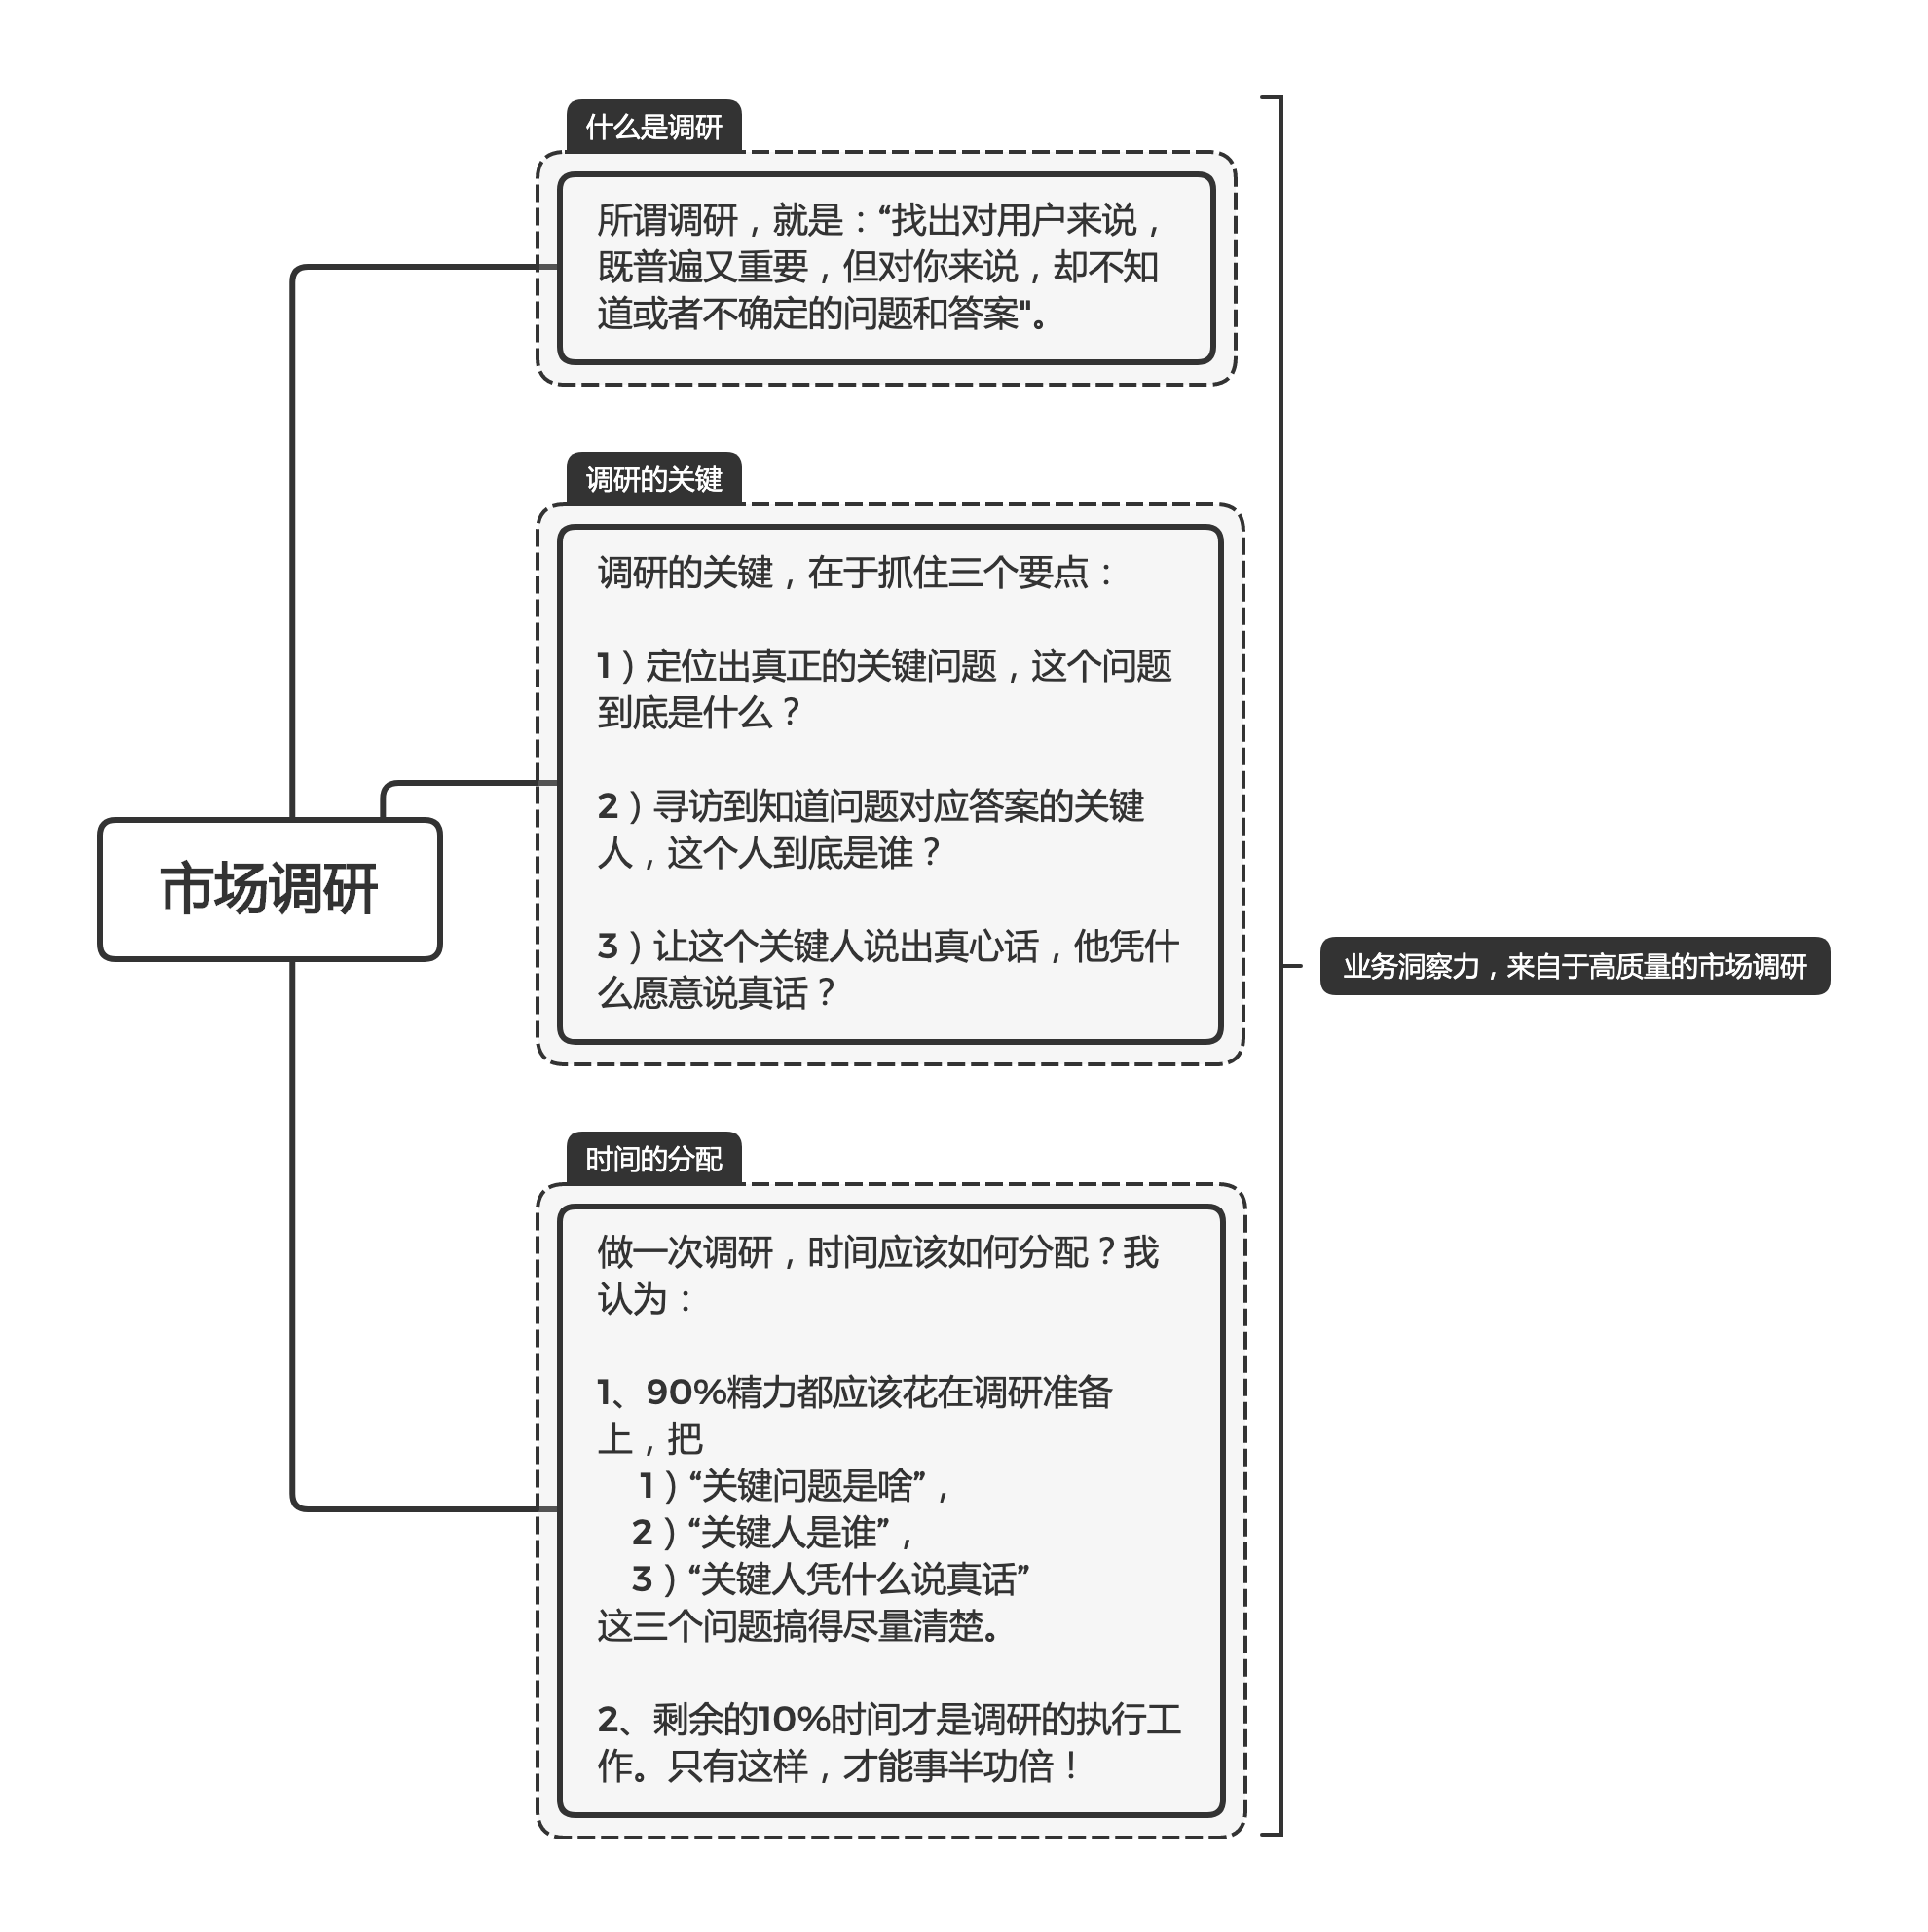 什么是调研
所谓调研，就是：“找出对用户来说，
既普遍又重要，但对你来说，却不知
道或者不确定的问题和答案"。
调研的关键
调研的关键，在于抓住三个要点：
1）定位出真正的关键问题，这个问题
到底是什么？
2）寻访到知道问题对应答案的关键
人，这个人到底是谁？
3）让这个关键人说出真心话，他凭什
么愿意说真话？
市场调研
业务洞察力，来自于高质量的市场调研
时间的分配
做一次调研，时间应该如何分配？我
认为：
1、90%精力都应该花在调研准备
上，把
1）“关键问题是啥”，
2）“关键人是谁”，
3）“关键人凭什么说真话”
这三个问题搞得尽量清楚。
2、剩余的10%时间才是调研的执行工
作。只有这样，才能事半功倍！